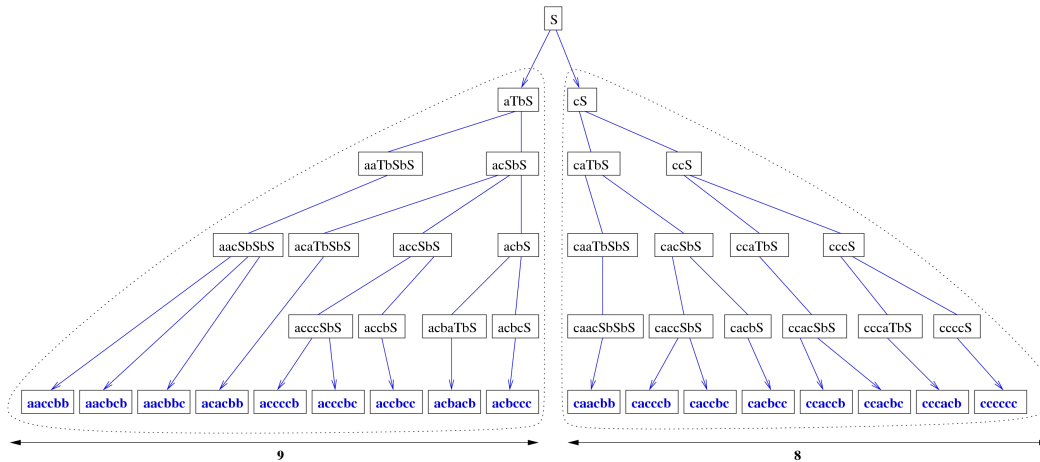 S
aTbS cS
aaTbSbS acSbS caTbS ccS
aacSbSbS acaTbSbS accSbS acbS caaTbSbS cacSbS ccaTbS cccS
acccSbS accbS acbaTbS acbcS caacSbSbS caccSbS cacbS ccacSbS cccaTbS ccccS
aaccbb aacbcb aacbbc acacbb accccb acccbc accbcc acbacb acbccc caacbb cacccb caccbc cacbcc ccaccb ccacbc cccacb cccccc
9 8